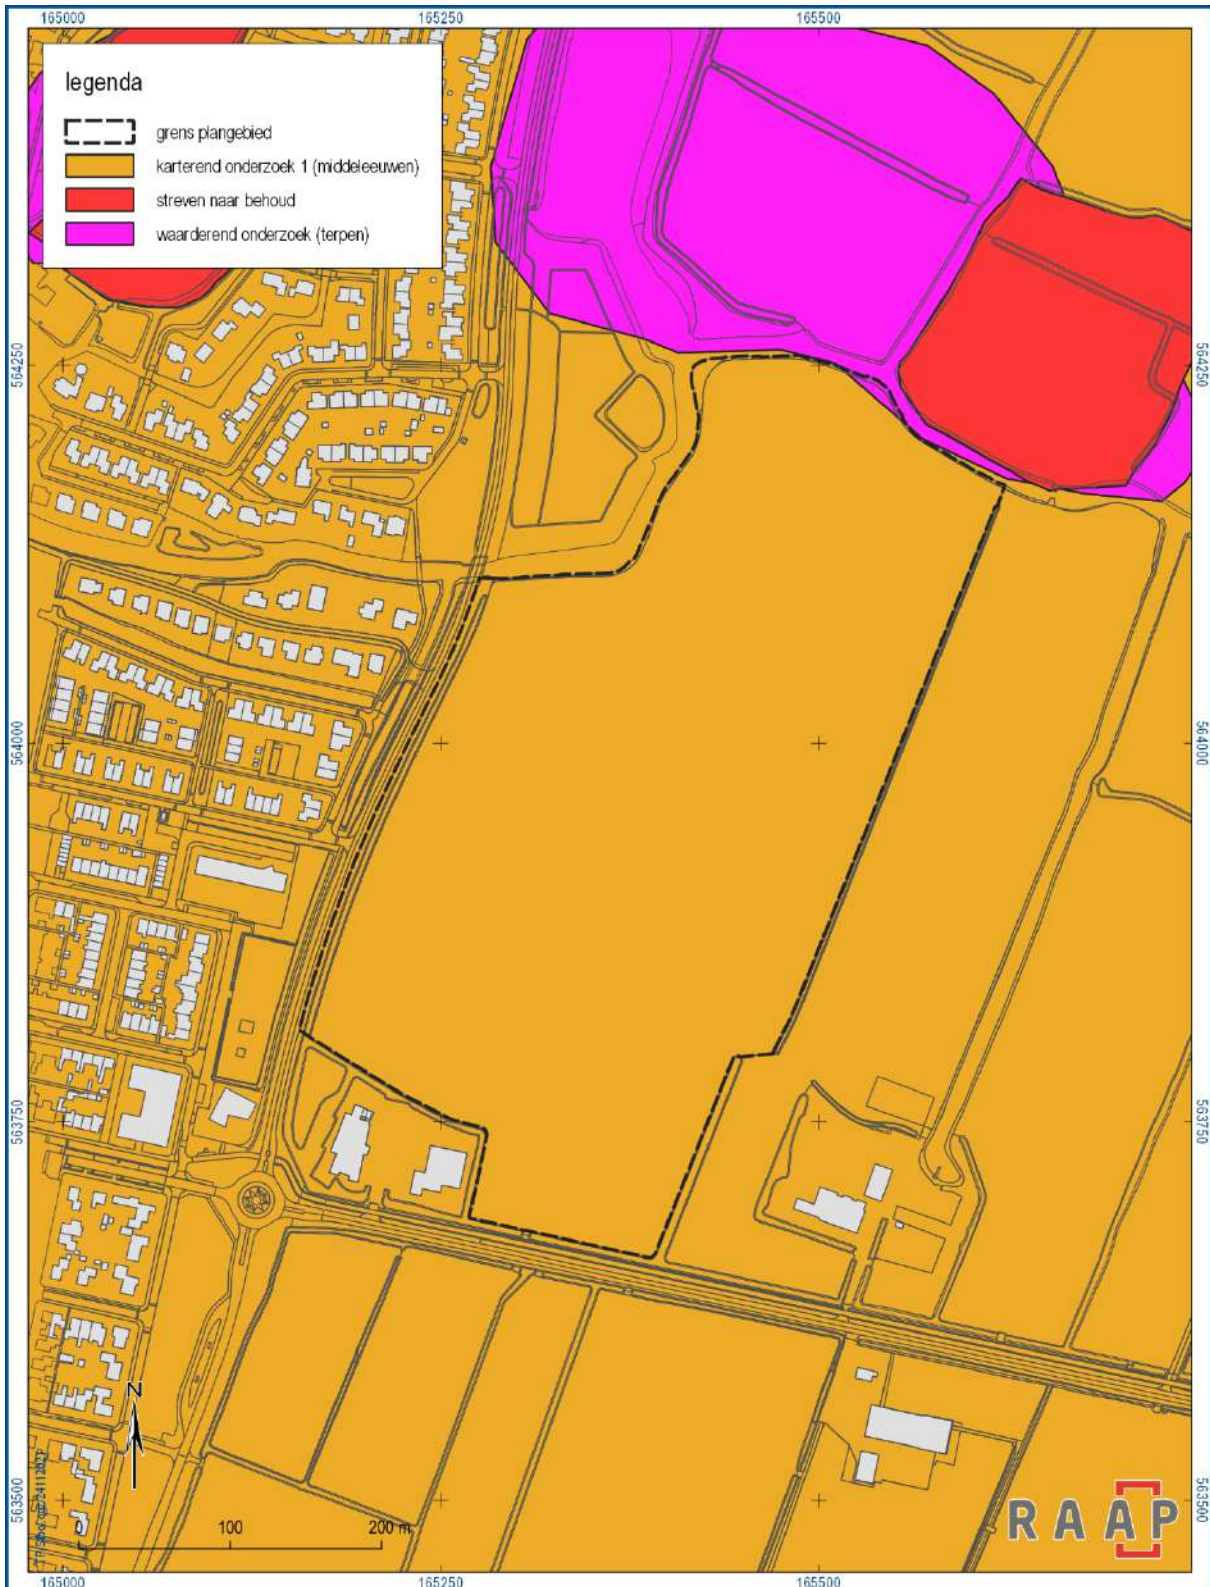 165000 165250 165500
legenda
grens plangebied
karterend onderzoek 1 (middeleeuwen)
streven naar behoud
waarderend onderzoek (terpen)
564250 564250
564000 564000
563750 563750
563500 563500
N
0 100 200 m
RAAP
165000 165250 165500